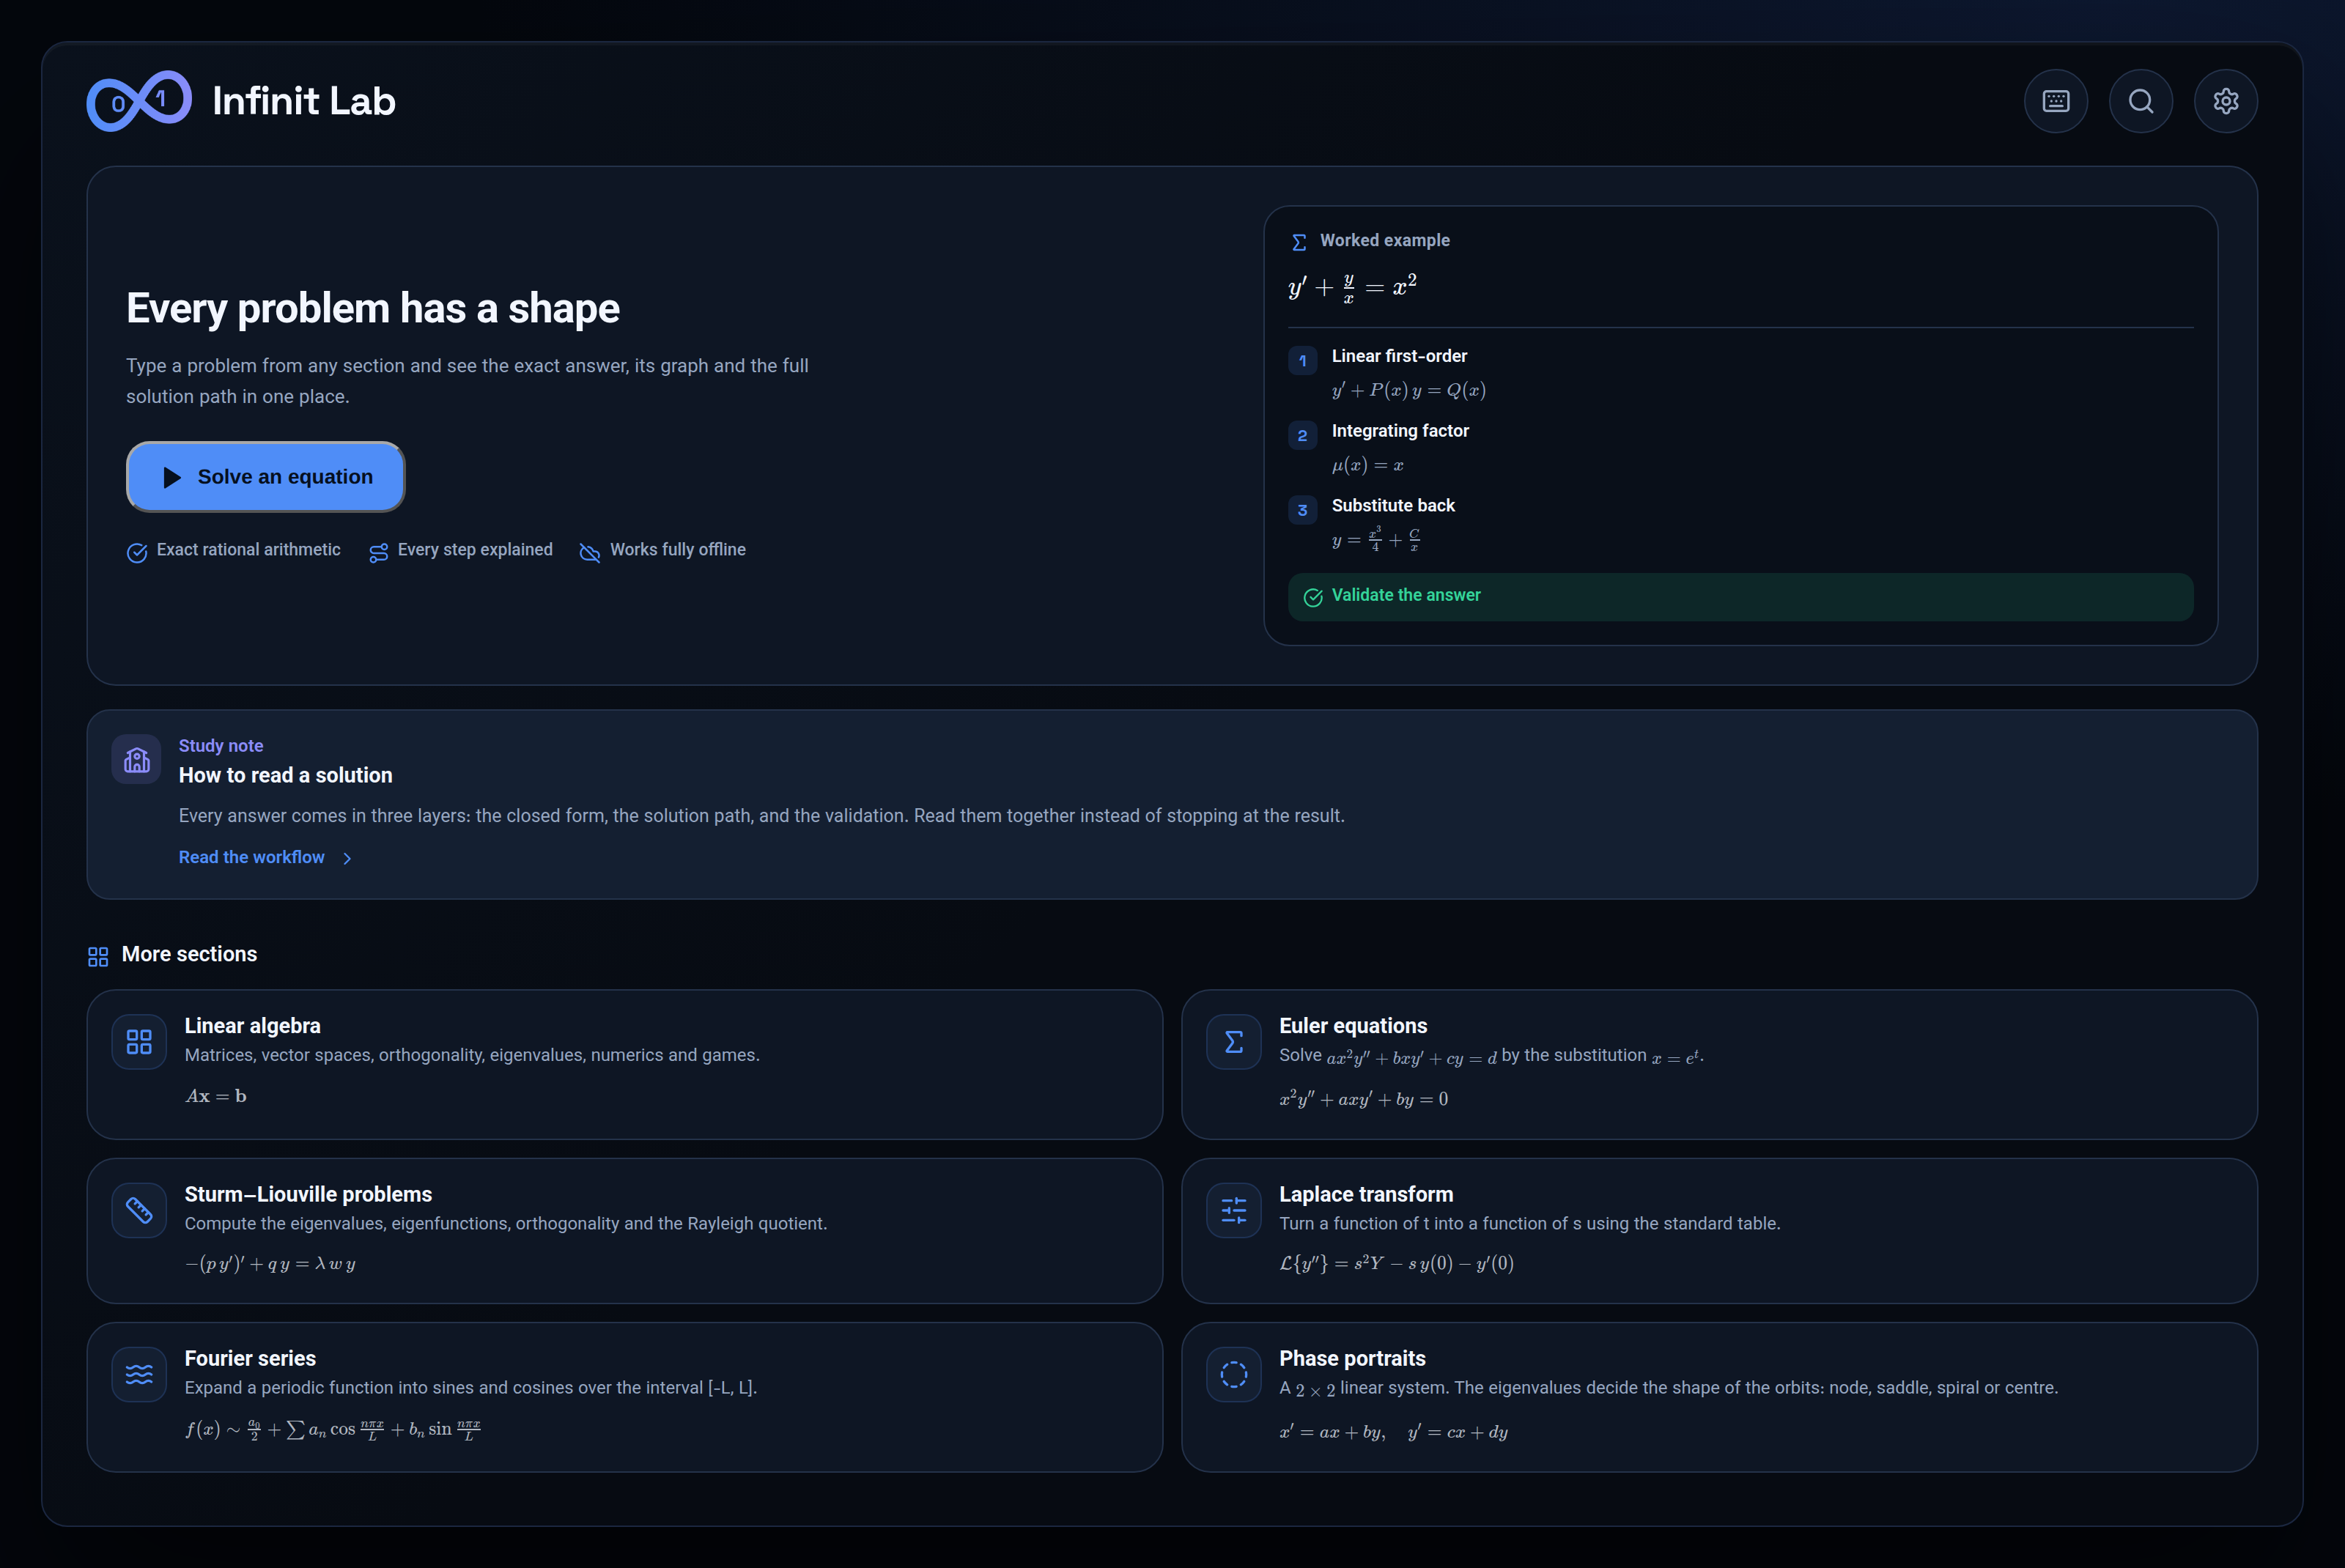 0 1 Infinit Lab
Every problem has a shape
Type a problem from any section and see the exact answer, its graph and the full
solution path in one place.
Solve an equation
Exact rational arithmetic Every step explained Works fully offline
Worked example
y′ + y/x = x²
1 Linear first-order
y′ + P(x) y = Q(x)
2 Integrating factor
μ(x) = x
3 Substitute back
y = x³/4 + C/x
Validate the answer
Study note
How to read a solution
Every answer comes in three layers: the closed form, the solution path, and the validation. Read them together instead of stopping at the result.
Read the workflow
More sections
Linear algebra
Matrices, vector spaces, orthogonality, eigenvalues, numerics and games.
Ax = b
Euler equations
Solve ax²y″ + bxy′ + cy = d by the substitution x = eᵗ.
x²y″ + axy′ + by = 0
Sturm–Liouville problems
Compute the eigenvalues, eigenfunctions, orthogonality and the Rayleigh quotient.
−(p y′)′ + q y = λ w y
Laplace transform
Turn a function of t into a function of s using the standard table.
ℒ{y″} = s²Y − s y(0) − y′(0)
Fourier series
Expand a periodic function into sines and cosines over the interval [-L, L].
f(x) ∼ a₀/2 + ∑ aₙ cos nπx/L + bₙ sin nπx/L
Phase portraits
A 2 × 2 linear system. The eigenvalues decide the shape of the orbits: node, saddle, spiral or centre.
x′ = ax + by, y′ = cx + dy